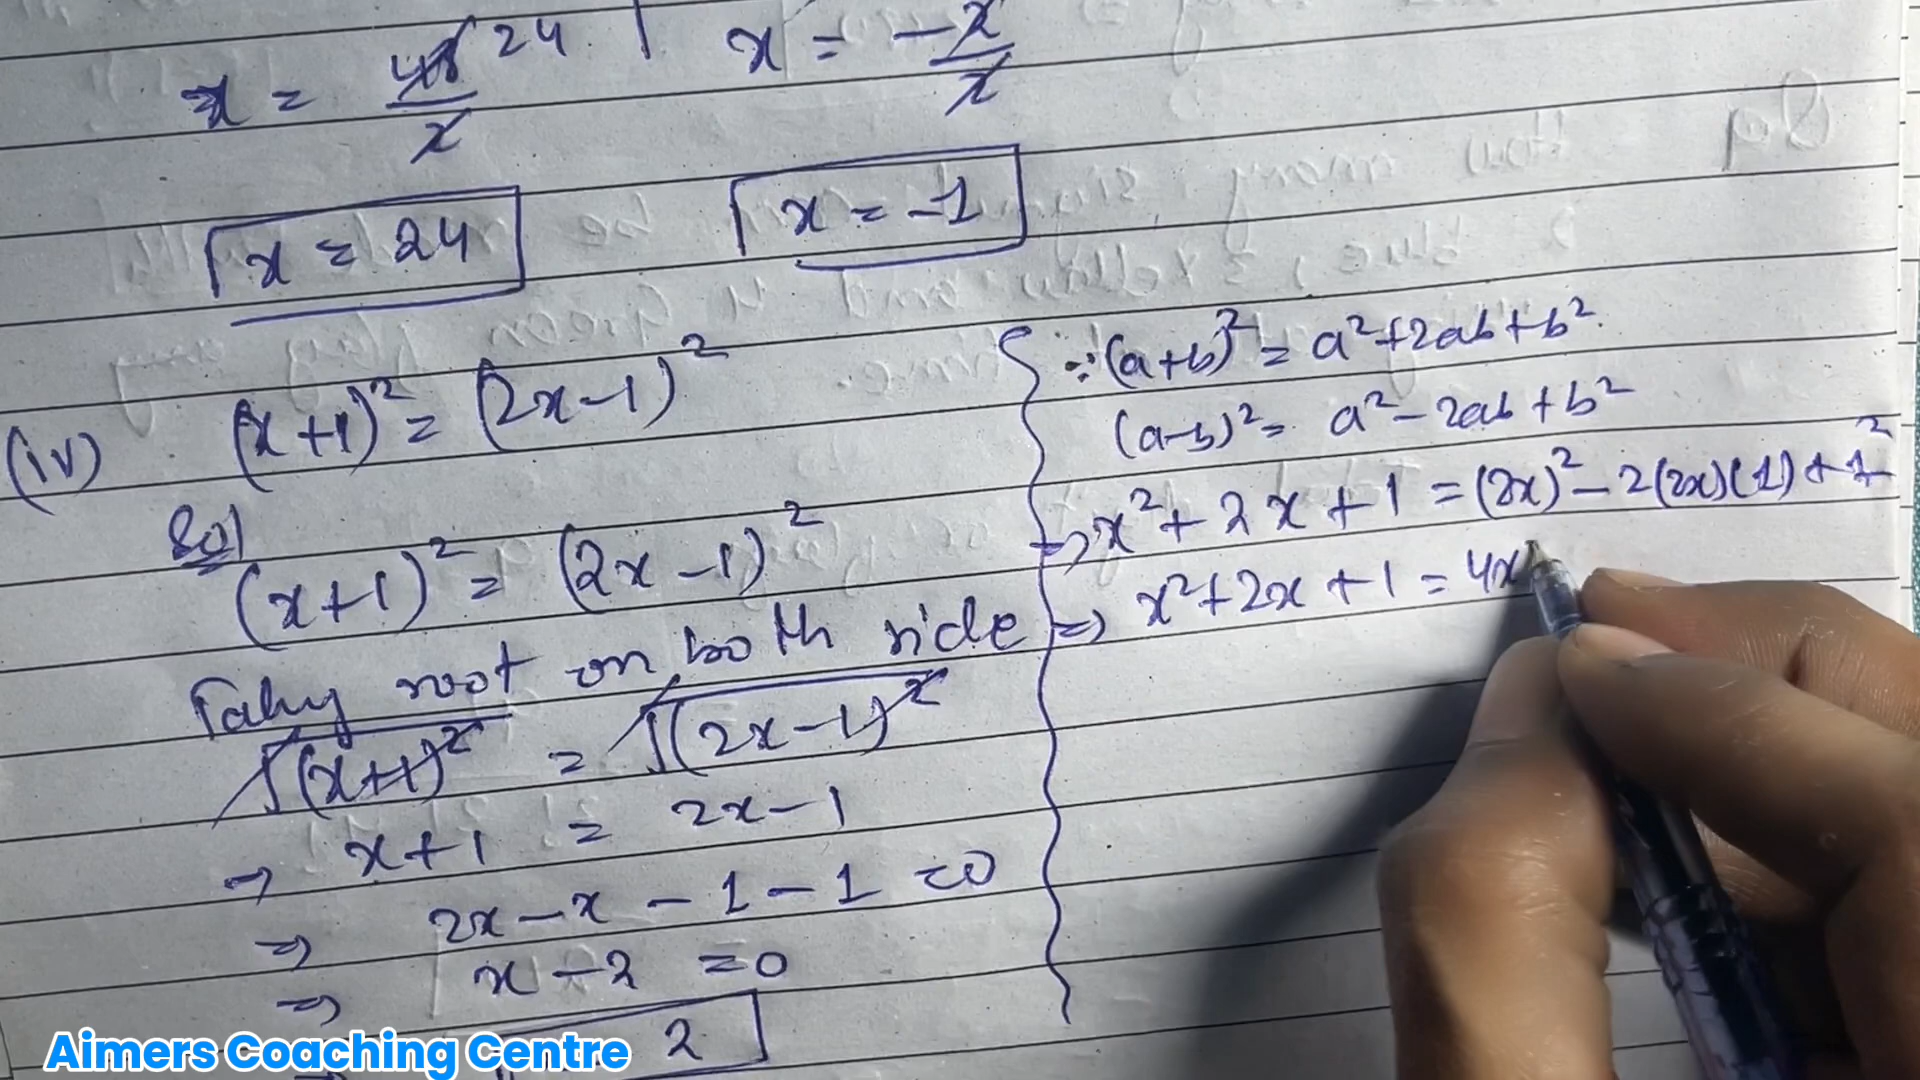 x = 48/2 24 | x = -2/2
x = 24
x = -1
(iv) (x+1)² = (2x-1)²
Sol
(x+1)² = (2x-1)²
Taking root on both side
√(x+1)² = √(2x-1)²
⇒ x+1 = 2x-1
⇒ 2x-x-1-1 =0
⇒ x-2 =0
2
∵(a+b)² = a²+2ab+b²
(a-b)² = a²-2ab+b²
⇒ x²+2x+1 = (2x)²-2(2x)(1)+1²
⇒ x²+2x+1 = 4x
Aimers Coaching Centre